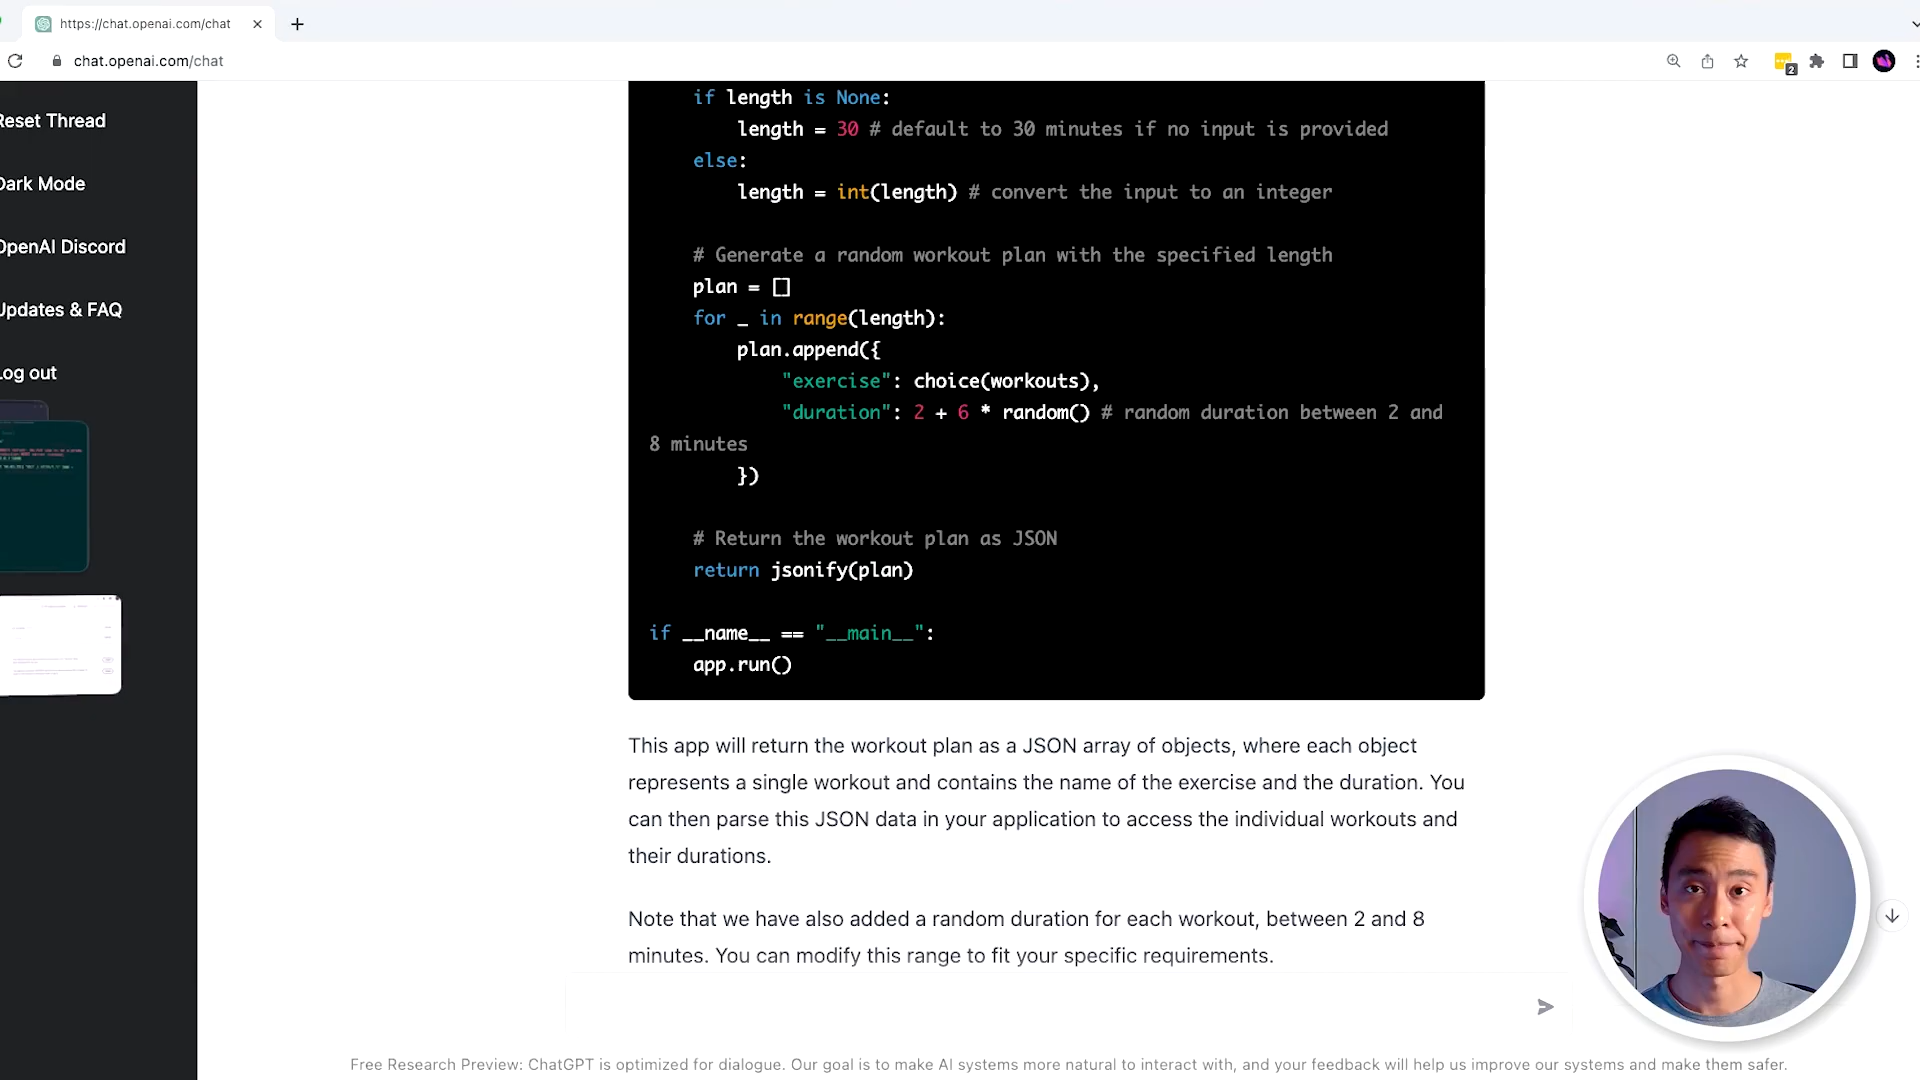 https://chat.openai.com/chat
chat.openai.com/chat
2
Reset Thread
Dark Mode
OpenAI Discord
Updates & FAQ
Log out
if length is None:
length = 30 # default to 30 minutes if no input is provided
else:
length = int(length) # convert the input to an integer
# Generate a random workout plan with the specified length
plan = []
for _ in range(length):
plan.append({
"exercise": choice(workouts),
"duration": 2 + 6 * random() # random duration between 2 and
8 minutes
})
# Return the workout plan as JSON
return jsonify(plan)
if __name__ == "__main__":
app.run()
This app will return the workout plan as a JSON array of objects, where each object
represents a single workout and contains the name of the exercise and the duration. You
can then parse this JSON data in your application to access the individual workouts and
their durations.
Note that we have also added a random duration for each workout, between 2 and 8
minutes. You can modify this range to fit your specific requirements.
Free Research Preview: ChatGPT is optimized for dialogue. Our goal is to make AI systems more natural to interact with, and your feedback will help us improve our systems and make them safer.